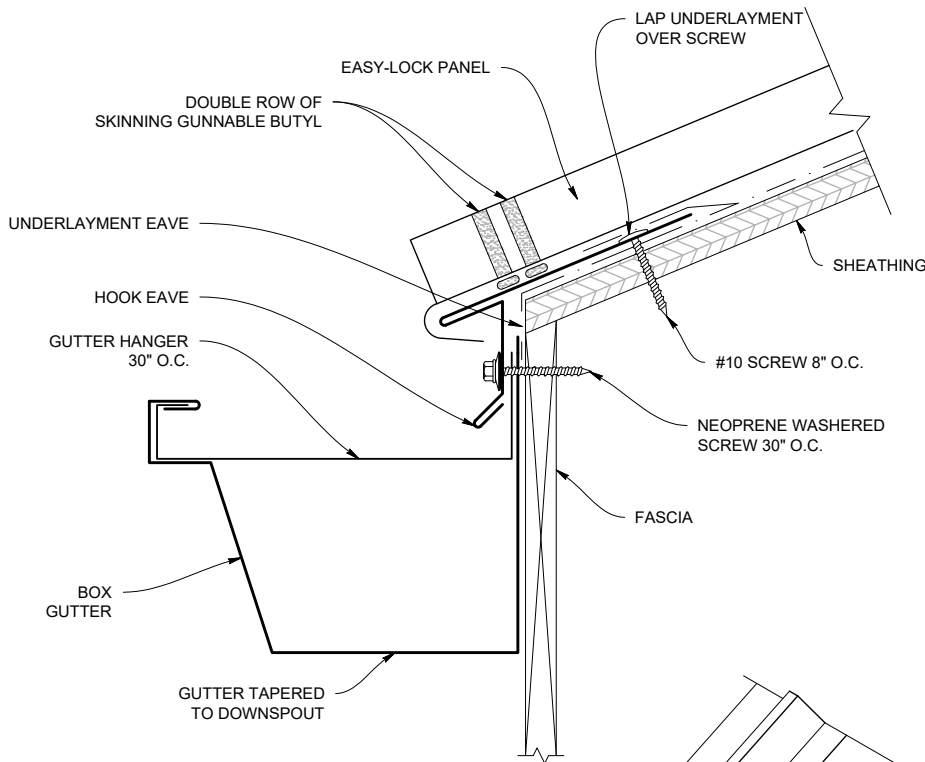 LAP UNDERLAYMENT
OVER SCREW
EASY-LOCK PANEL
DOUBLE ROW OF
SKINNING GUNNABLE BUTYL
UNDERLAYMENT EAVE
SHEATHING
HOOK EAVE
GUTTER HANGER
30" O.C.
#10 SCREW 8" O.C.
NEOPRENE WASHERED
SCREW 30" O.C.
FASCIA
BOX
GUTTER
GUTTER TAPERED
TO DOWNSPOUT